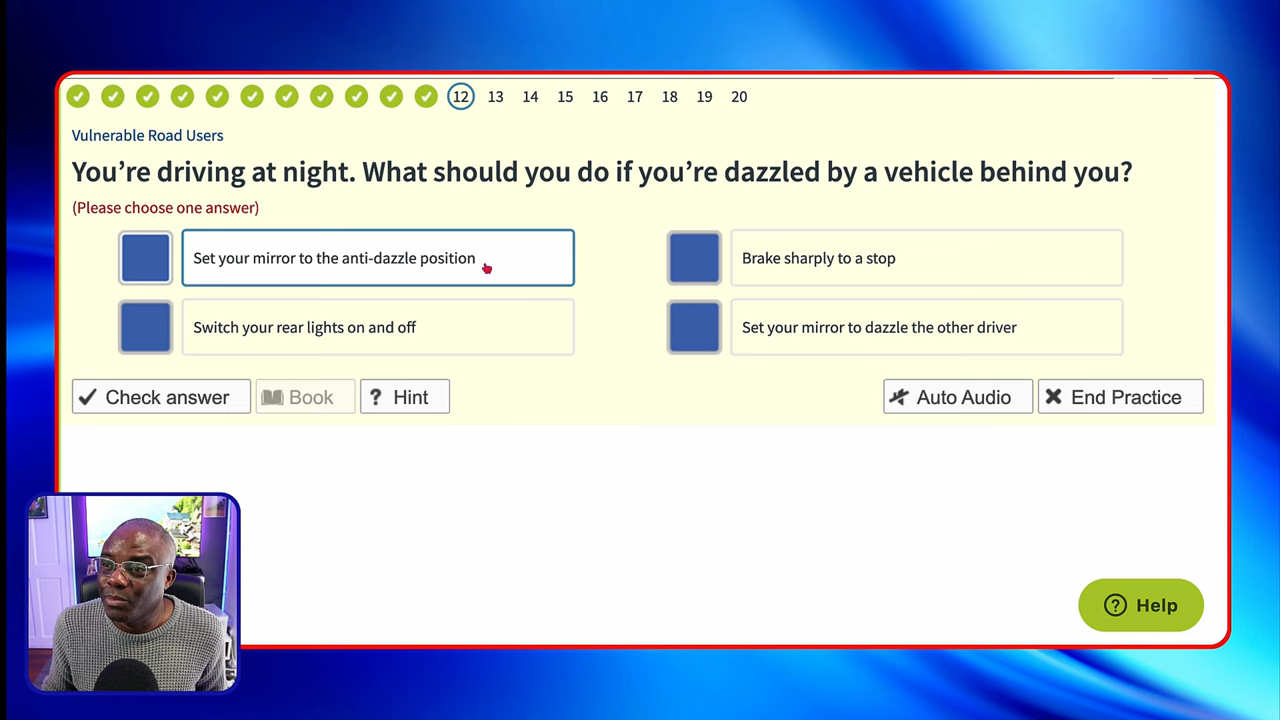 12 13 14 15 16 17 18 19 20
Vulnerable Road Users
You’re driving at night. What should you do if you’re dazzled by a vehicle behind you?
(Please choose one answer)
Set your mirror to the anti-dazzle position
Brake sharply to a stop
Switch your rear lights on and off
Set your mirror to dazzle the other driver
Check answer
Book
? Hint
Auto Audio
End Practice
? Help